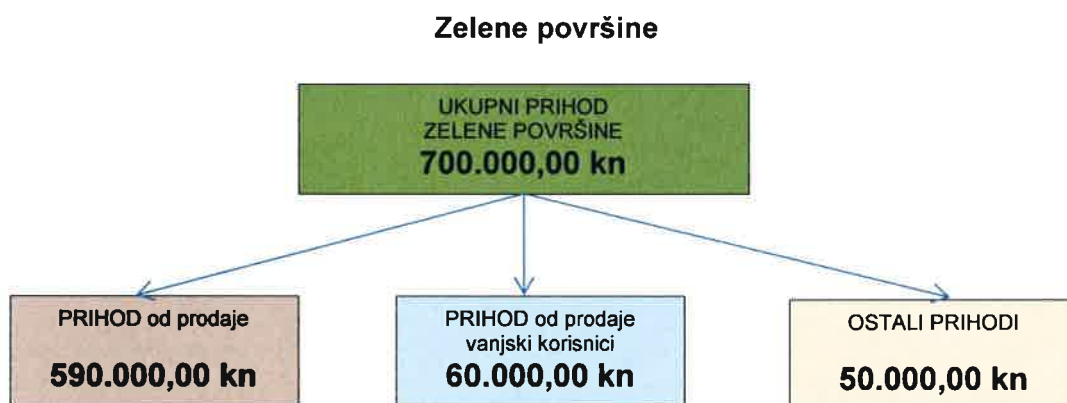 Zelene površine
UKUPNI PRIHOD
ZELENE POVRŠINE
700.000,00 kn
PRIHOD od prodaje
590.000,00 kn
PRIHOD od prodaje
vanjski korisnici
60.000,00 kn
OSTALI PRIHODI
50.000,00 kn